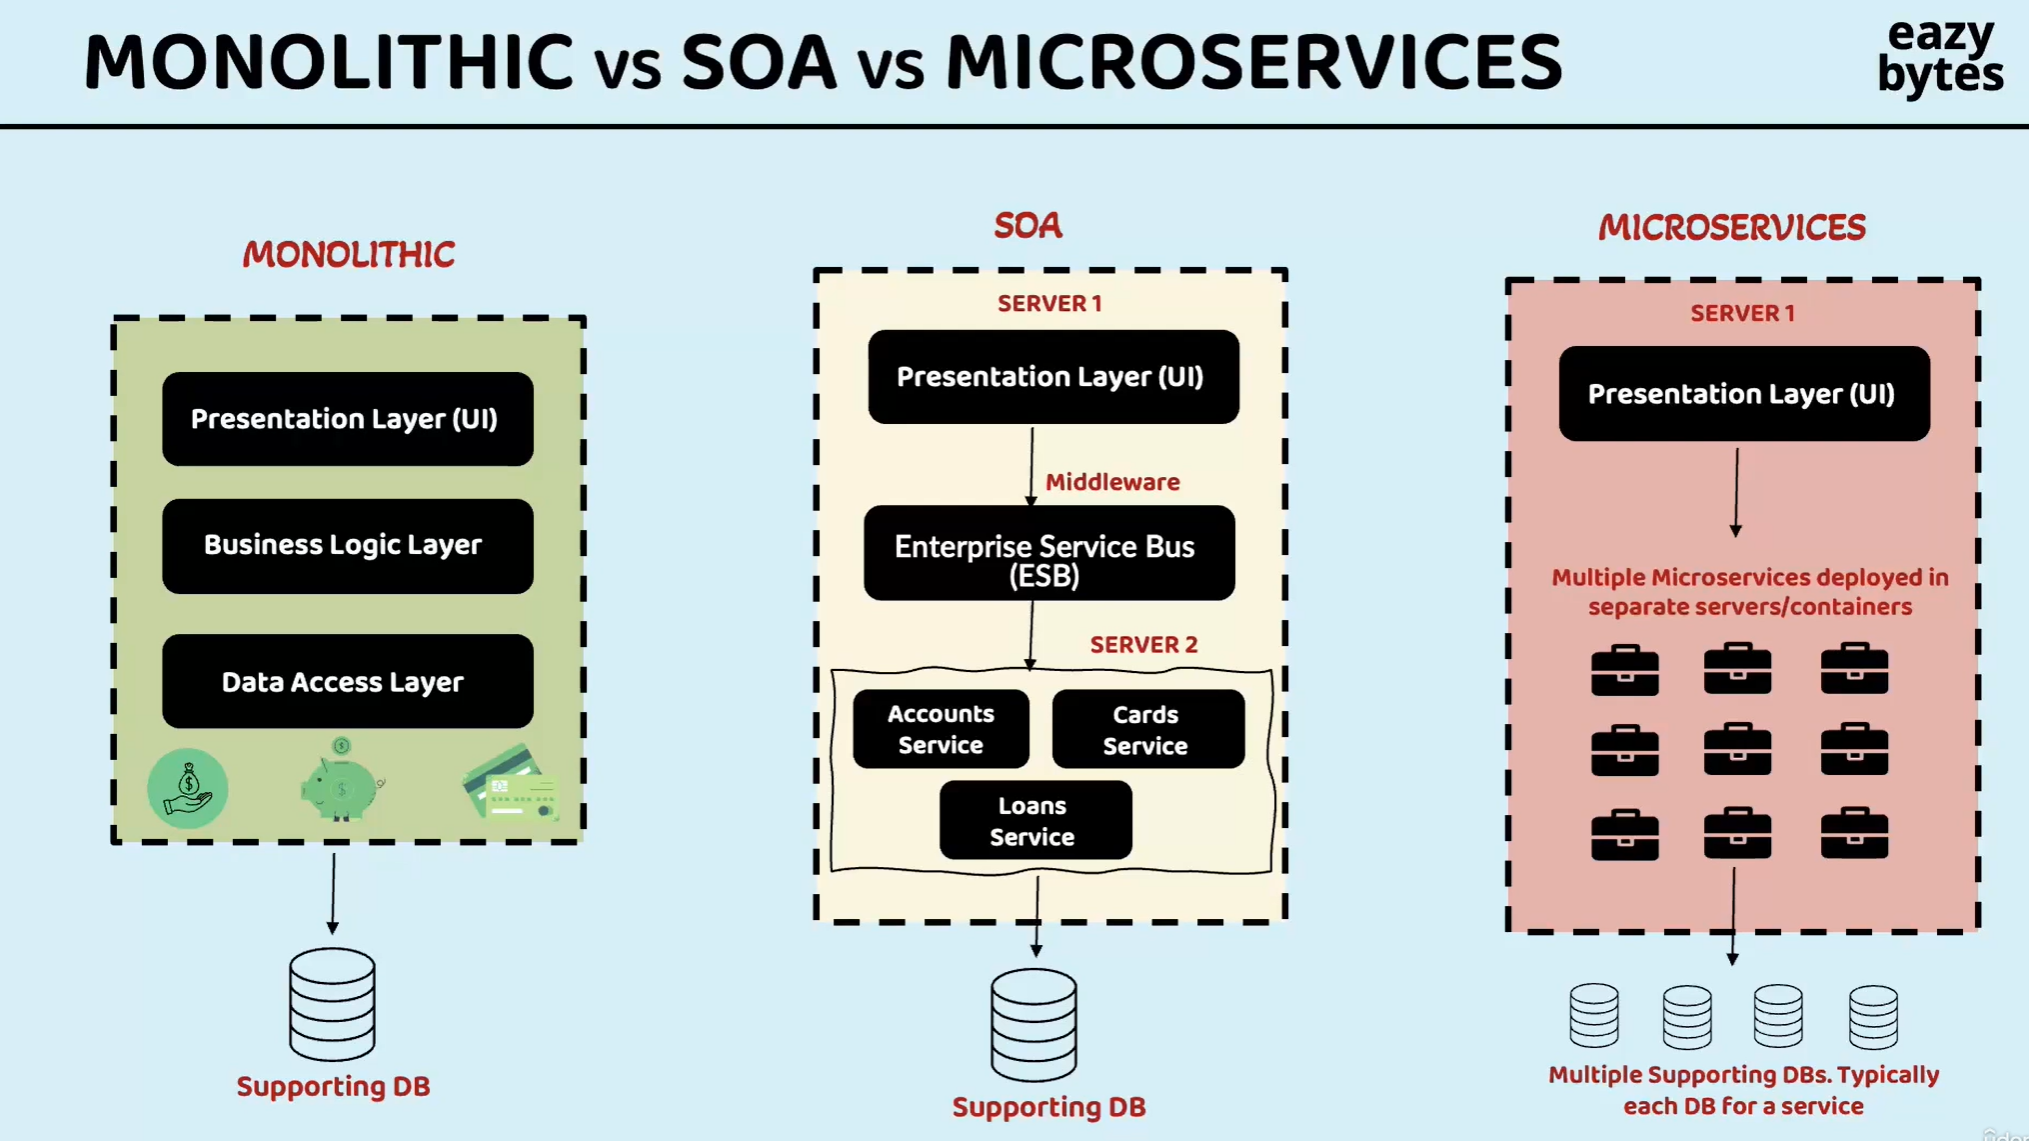 MONOLITHIC vs SOA vs MICROSERVICES
eazy
bytes
MONOLITHIC
Presentation Layer (UI)
Business Logic Layer
Data Access Layer
Supporting DB
SOA
SERVER 1
Presentation Layer (UI)
Middleware
Enterprise Service Bus
(ESB)
SERVER 2
Accounts
Service
Cards
Service
Loans
Service
Supporting DB
MICROSERVICES
SERVER 1
Presentation Layer (UI)
Multiple Microservices deployed in
separate servers/containers
Multiple Supporting DBs. Typically
each DB for a service